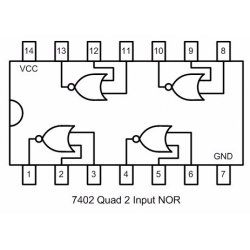 14 13 12 11 10 9 8
VCC
GND
1 2 3 4 5 6 7
7402 Quad 2 Input NOR